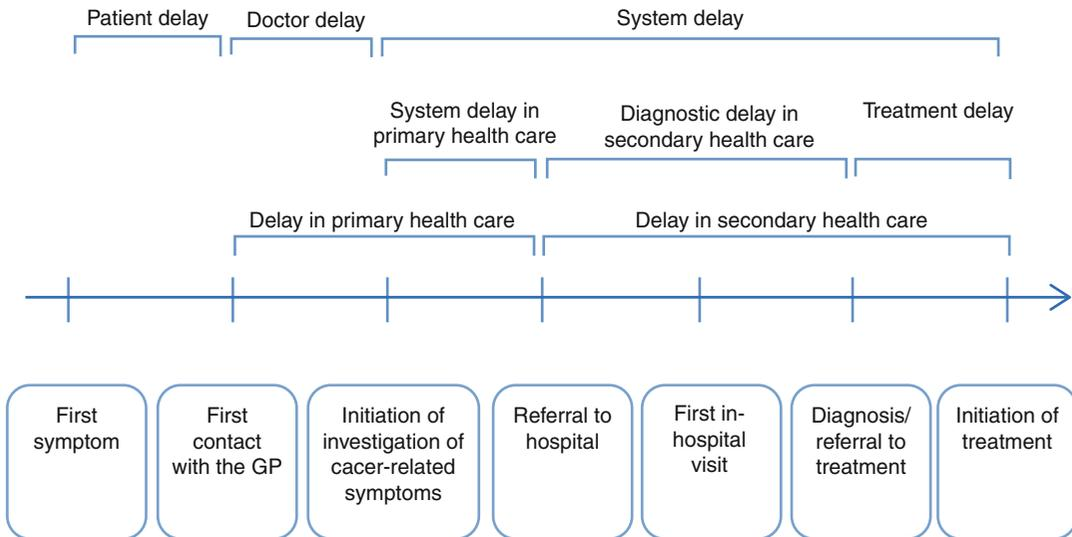 Patient delay
Doctor delay
System delay
System delay in
primary health care
Diagnostic delay in
secondary health care
Treatment delay
Delay in primary health care
Delay in secondary health care
First
symptom
First
contact
with the GP
Initiation of
investigation of
cacer-related
symptoms
Referral to
hospital
First in-
hospital
visit
Diagnosis/
referral to
treatment
Initiation of
treatment